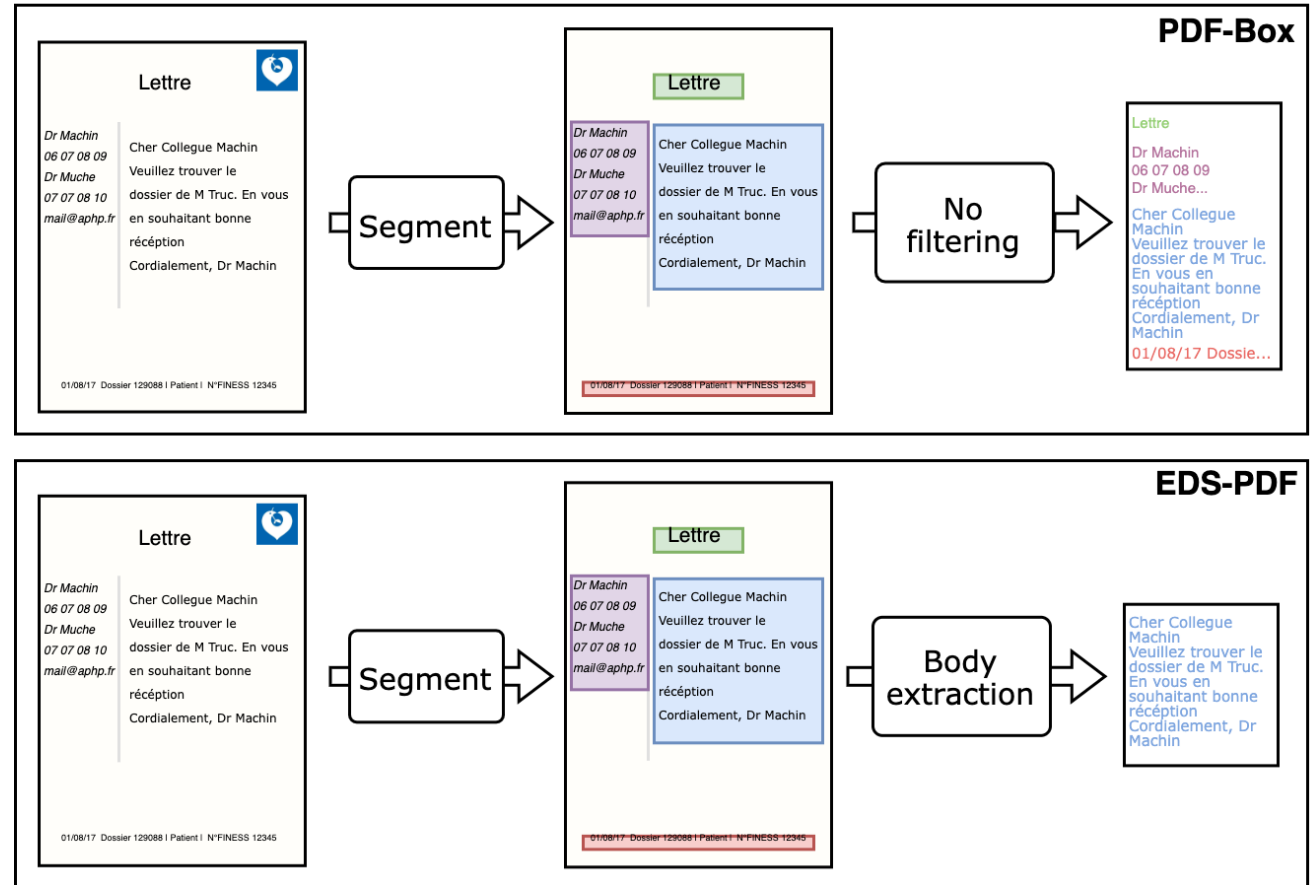 PDF-Box
Lettre
Dr Machin
06 07 08 09
Dr Muche
07 07 08 10
mail@aphp.fr
Cher Collegue Machin
Veuillez trouver le
dossier de M Truc. En vous
en souhaitant bonne
récéption
Cordialement, Dr Machin
01/08/17 Dossier 129088 | Patient | N°FINESS 12345
Segment
Lettre
Dr Machin
06 07 08 09
Dr Muche
07 07 08 10
mail@aphp.fr
Cher Collegue Machin
Veuillez trouver le
dossier de M Truc. En vous
en souhaitant bonne
récéption
Cordialement, Dr Machin
01/08/17 Dossier 129088 | Patient | N°FINESS 12345
No
filtering
Lettre
Dr Machin
06 07 08 09
Dr Muche...
Cher Collegue
Machin
Veuillez trouver le
dossier de M Truc.
En vous en
souhaitant bonne
récéption
Cordialement, Dr
Machin
01/08/17 Dossie...
EDS-PDF
Lettre
Dr Machin
06 07 08 09
Dr Muche
07 07 08 10
mail@aphp.fr
Cher Collegue Machin
Veuillez trouver le
dossier de M Truc. En vous
en souhaitant bonne
récéption
Cordialement, Dr Machin
01/08/17 Dossier 129088 | Patient | N°FINESS 12345
Segment
Lettre
Dr Machin
06 07 08 09
Dr Muche
07 07 08 10
mail@aphp.fr
Cher Collegue Machin
Veuillez trouver le
dossier de M Truc. En vous
en souhaitant bonne
récéption
Cordialement, Dr Machin
01/08/17 Dossier 129088 | Patient | N°FINESS 12345
Body
extraction
Cher Collegue
Machin
Veuillez trouver le
dossier de M Truc.
En vous en
souhaitant bonne
récéption
Cordialement, Dr
Machin